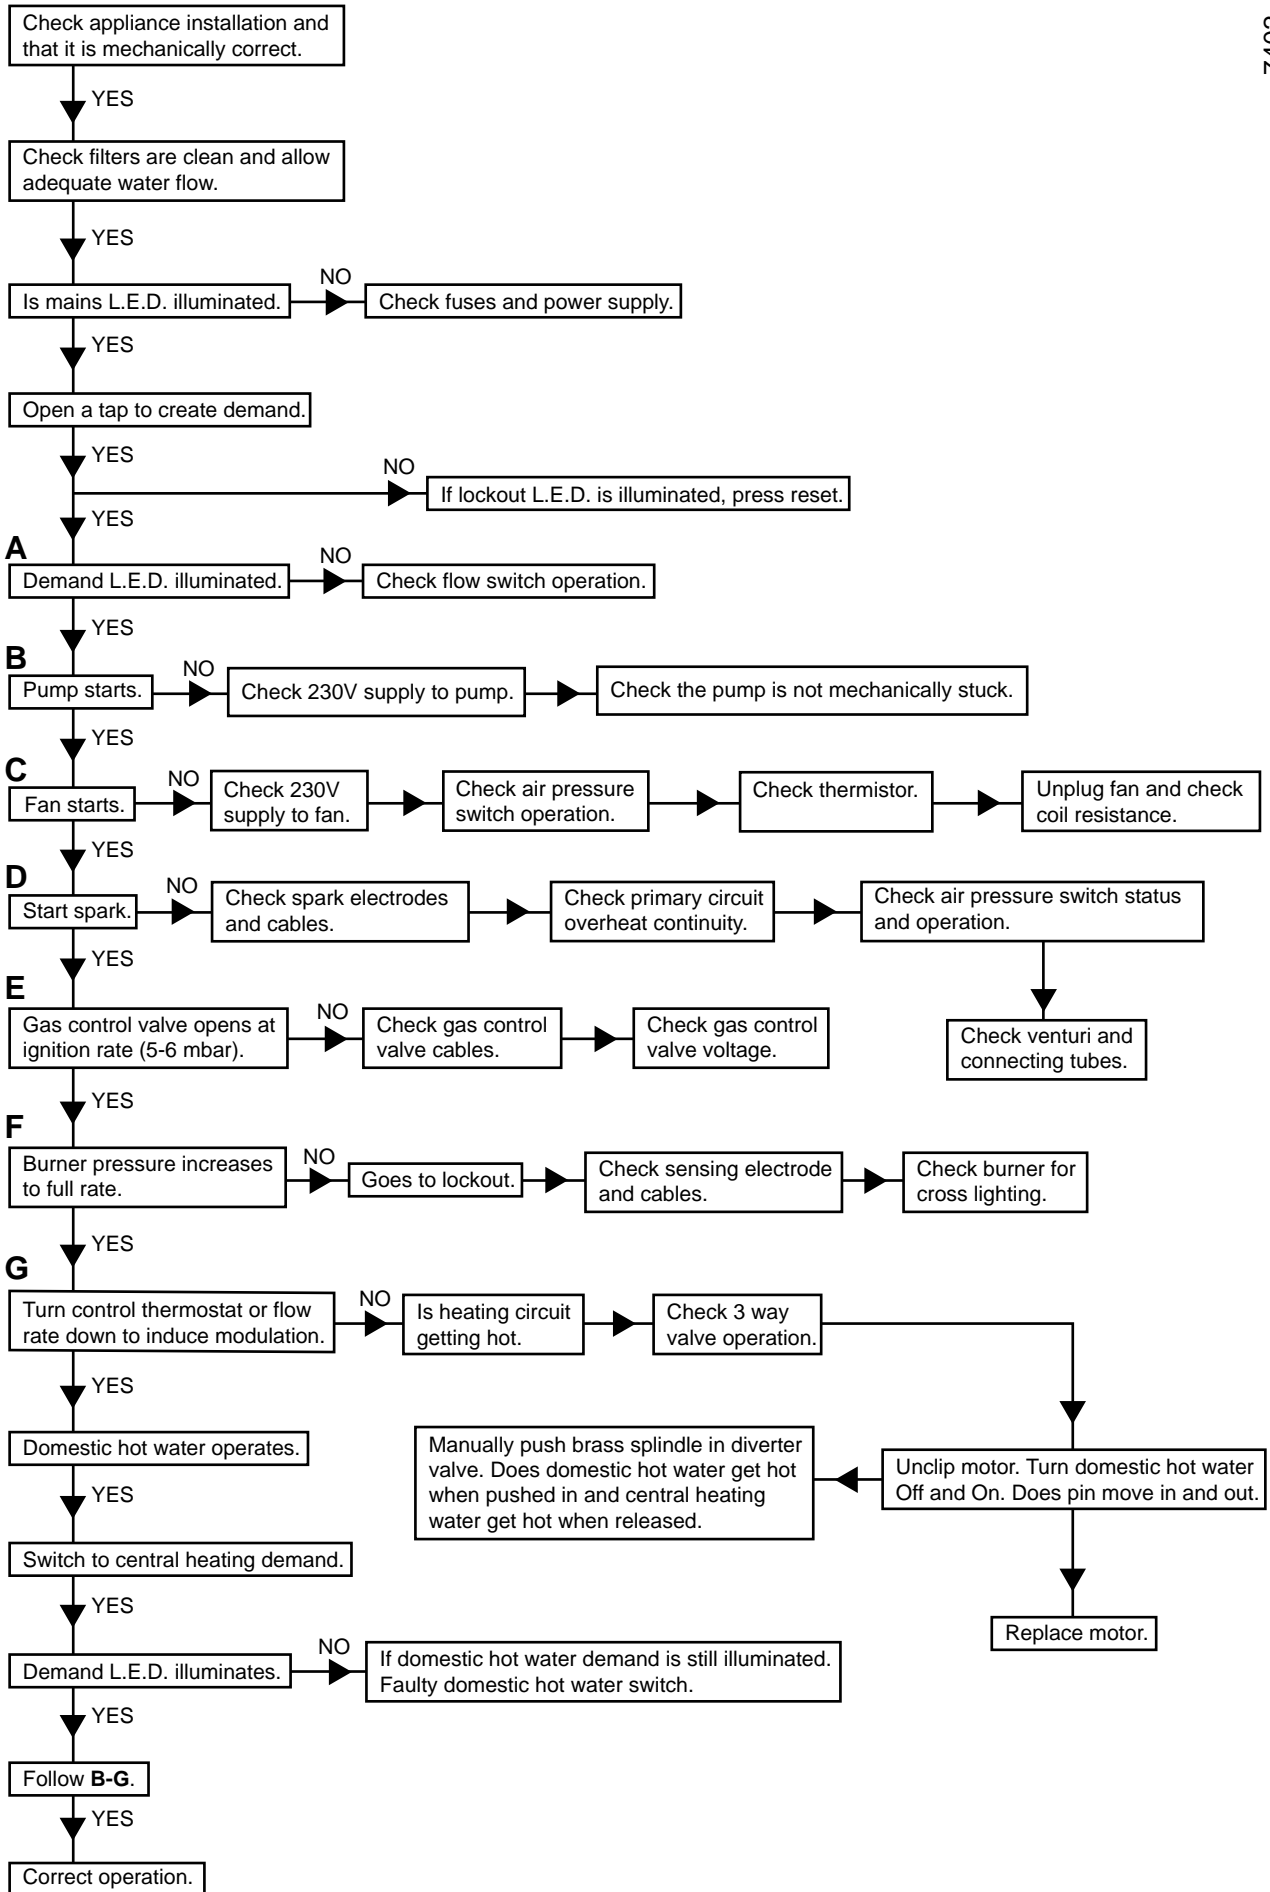 Check appliance installation and
that it is mechanically correct.
YES
Check filters are clean and allow
adequate water flow.
YES
Is mains L.E.D. illuminated.
NO
Check fuses and power supply.
YES
Open a tap to create demand.
YES
NO
If lockout L.E.D. is illuminated, press reset.
YES
A
Demand L.E.D. illuminated.
NO
Check flow switch operation.
YES
B
Pump starts.
NO
Check 230V supply to pump.
Check the pump is not mechanically stuck.
YES
C
Fan starts.
NO
Check 230V
supply to fan.
Check air pressure
switch operation.
Check thermistor.
Unplug fan and check
coil resistance.
YES
D
Start spark.
NO
Check spark electrodes
and cables.
Check primary circuit
overheat continuity.
Check air pressure switch status
and operation.
Check venturi and
connecting tubes.
YES
E
Gas control valve opens at
ignition rate (5-6 mbar).
NO
Check gas control
valve cables.
Check gas control
valve voltage.
YES
F
Burner pressure increases
to full rate.
NO
Goes to lockout.
Check sensing electrode
and cables.
Check burner for
cross lighting.
YES
G
Turn control thermostat or flow
rate down to induce modulation.
NO
Is heating circuit
getting hot.
Check 3 way
valve operation.
Unclip motor. Turn domestic hot water
Off and On. Does pin move in and out.
Manually push brass splindle in diverter
valve. Does domestic hot water get hot
when pushed in and central heating
water get hot when released.
Replace motor.
YES
Domestic hot water operates.
YES
Switch to central heating demand.
YES
Demand L.E.D. illuminates.
NO
If domestic hot water demand is still illuminated.
Faulty domestic hot water switch.
YES
Follow B-G.
YES
Correct operation.